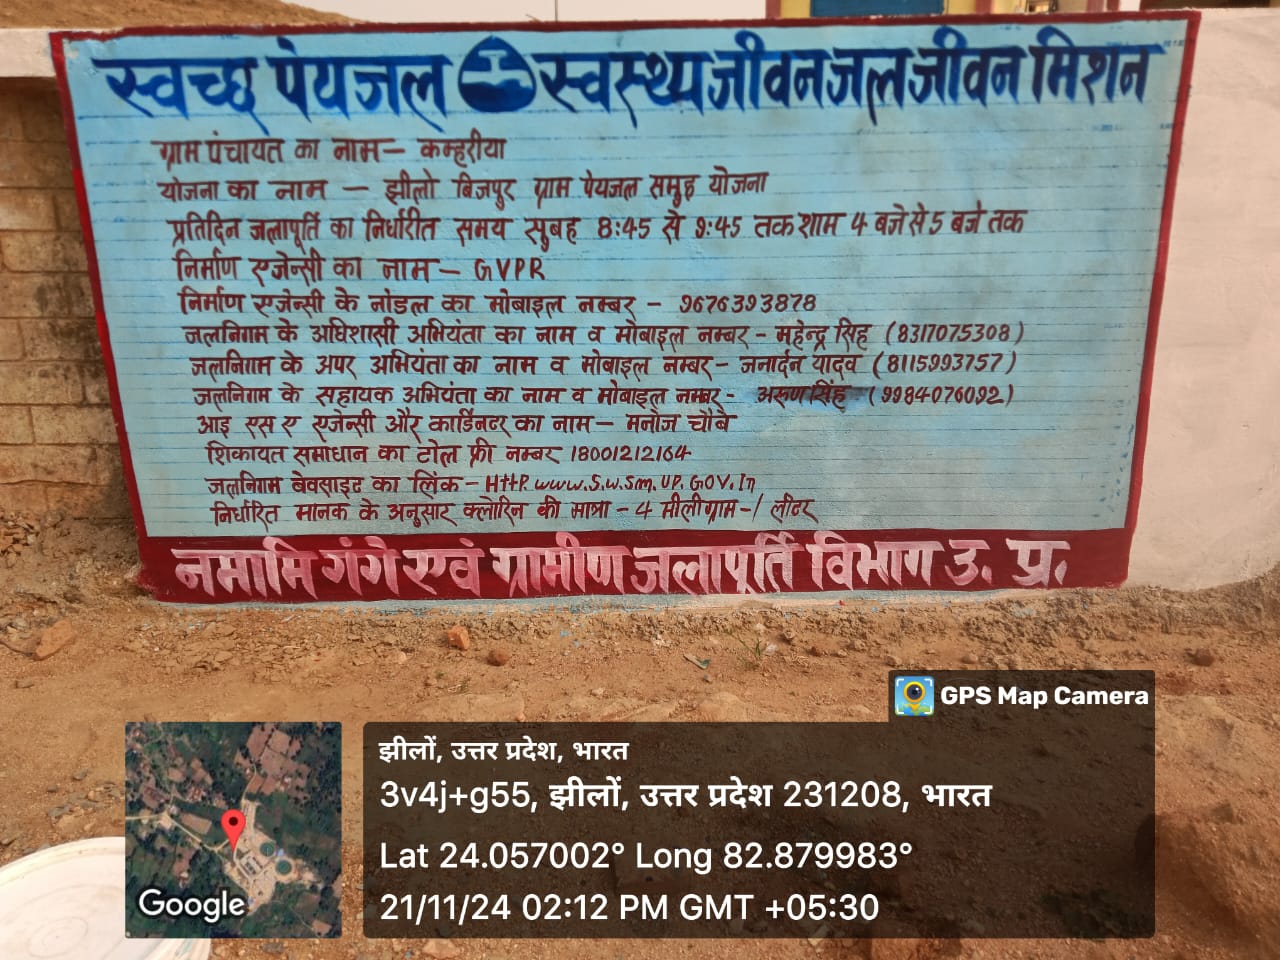 स्वच्छ पेयजल स्वस्थ्य जीवन जल जीवन मिशन
ग्राम पंचायत का नाम – कम्हरीया
योजना का नाम – झीलो बिजपुर ग्राम पेयजल समुह योजना
प्रतिदिन जलापूर्ति का निर्धारीत समय सुबह 8:45 से 9:45 तक शाम 4 बजे से 5 बजे तक
निर्माण एजेन्सी का नाम – GVPR
निर्माण एजेन्सी के नोडल का मोबाइल नम्बर – 9676393878
जलनिगम के अधिशासी अभियंता का नाम व मोबाइल नम्बर – महेन्द्र सिह (8317075308)
जलनिगम के अपर अभियंता का नाम व मोबाइल नम्बर – जनार्दन यादव (8115993757)
जलनिगम के सहायक अभियंता का नाम व मोबाइल नम्बर – अरुण सिंह (9984076092)
आइ एस ए एजेन्सी और कार्डिनटर का नाम – मनोज चौबे
शिकायत समाधान का टोल फ्री नम्बर 18001212164
जलनिगम बेवसाइट का लिंक – HttP. www.S.w.Sm. UP. GOV. In
निर्धारित मानक के अनुसार क्लोरिन की मात्रा – 4 मीलीग्राम –/ लीटर
नमामि गंगे एवं ग्रामीण जलापूर्ति विभाग उ. प्र.
GPS Map Camera
झीलों, उत्तर प्रदेश, भारत
3v4j+g55, झीलों, उत्तर प्रदेश 231208, भारत
Lat 24.057002° Long 82.879983°
21/11/24 02:12 PM GMT +05:30
Google